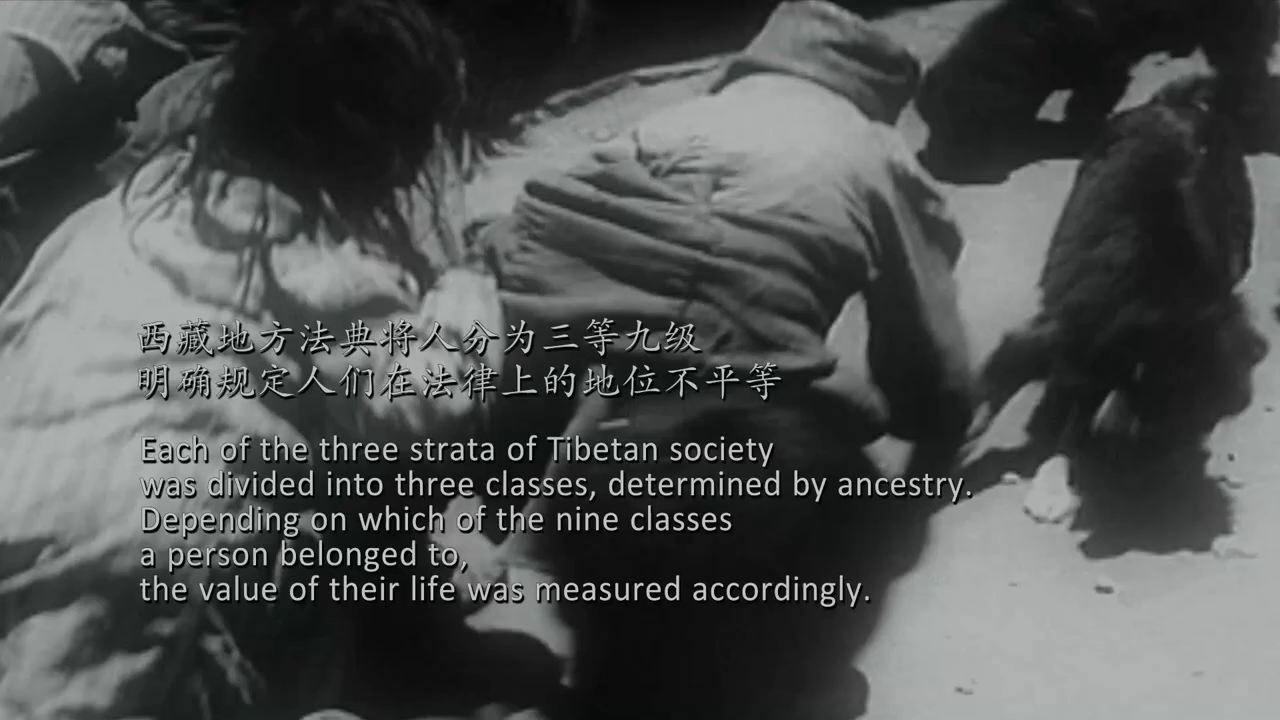 西藏地方法典将人分为三等九级
明确规定人们在法律上的地位不平等
Each of the three strata of Tibetan society
was divided into three classes, determined by ancestry.
Depending on which of the nine classes
a person belonged to,
the value of their life was measured accordingly.